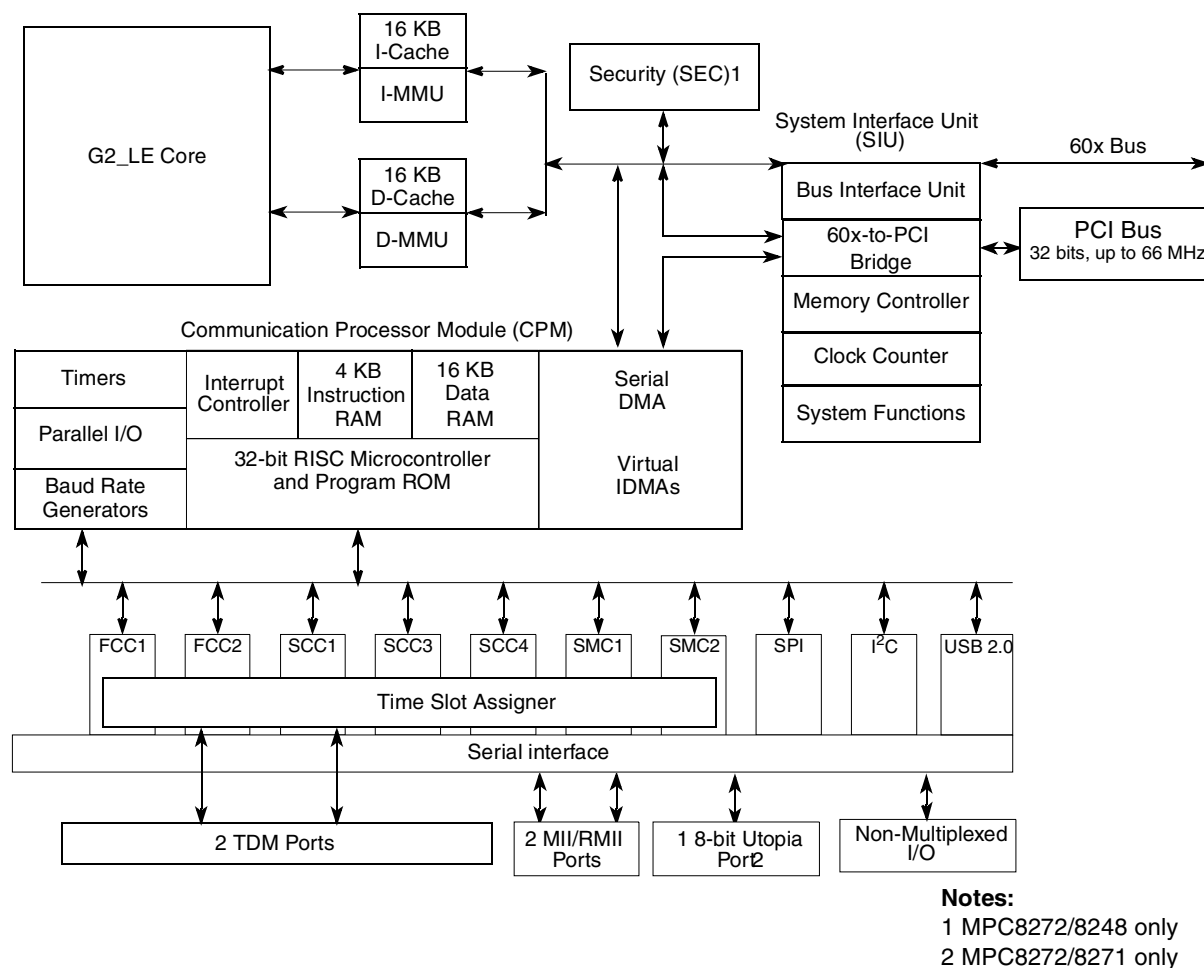 G2_LE Core
16 KB
I-Cache
I-MMU
16 KB
D-Cache
D-MMU
Security (SEC)1
System Interface Unit
(SIU)
60x Bus
Bus Interface Unit
60x-to-PCI
Bridge
Memory Controller
Clock Counter
System Functions
PCI Bus
32 bits, up to 66 MHz
Communication Processor Module (CPM)
Timers
Parallel I/O
Baud Rate
Generators
Interrupt
Controller
4 KB
Instruction
RAM
16 KB
Data
RAM
32-bit RISC Microcontroller
and Program ROM
Serial
DMA
Virtual
IDMAs
FCC1
FCC2
SCC1
SCC3
SCC4
SMC1
SMC2
SPI
I²C
USB 2.0
Time Slot Assigner
Serial interface
2 TDM Ports
2 MII/RMII
Ports
1 8-bit Utopia
Port2
Non-Multiplexed
I/O
Notes:
1 MPC8272/8248 only
2 MPC8272/8271 only